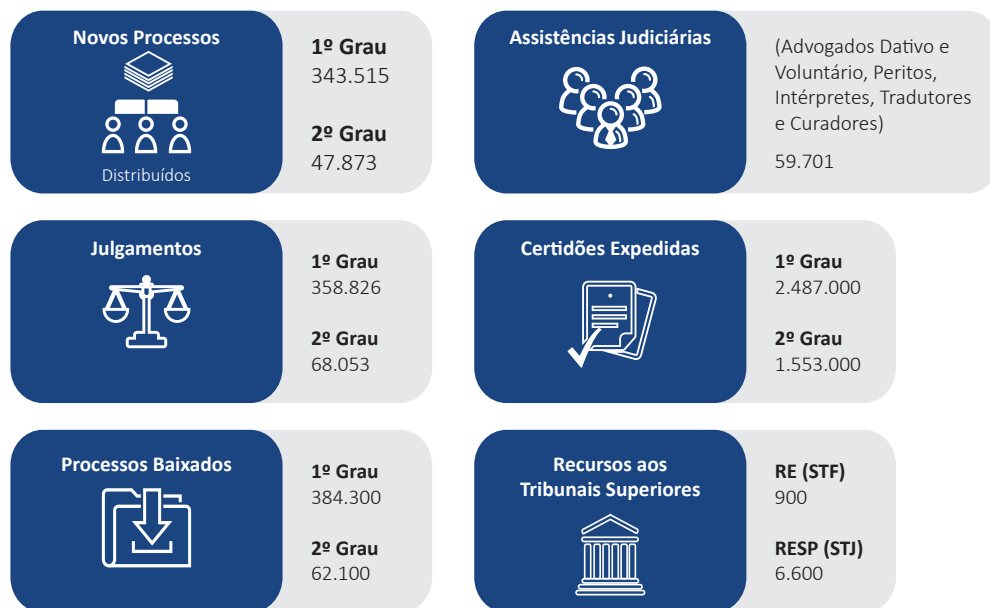 Novos Processos
Distribuídos
1º Grau
343.515
2º Grau
47.873
Assistências Judiciárias
(Advogados Dativo e
Voluntário, Peritos,
Intérpretes, Tradutores
e Curadores)
59.701
Julgamentos
1º Grau
358.826
2º Grau
68.053
Certidões Expedidas
1º Grau
2.487.000
2º Grau
1.553.000
Processos Baixados
1º Grau
384.300
2º Grau
62.100
Recursos aos
Tribunais Superiores
RE (STF)
900
RESP (STJ)
6.600